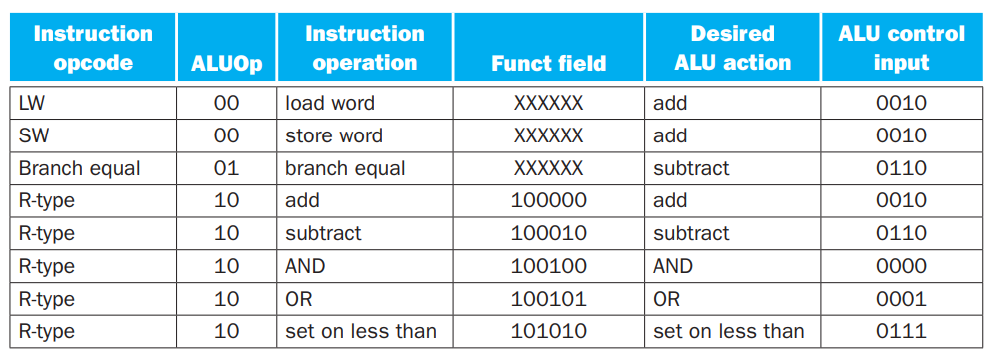 Instruction opcode ALUOp Instruction operation Funct field Desired ALU action ALU control input
LW 00 load word XXXXXX add 0010
SW 00 store word XXXXXX add 0010
Branch equal 01 branch equal XXXXXX subtract 0110
R-type 10 add 100000 add 0010
R-type 10 subtract 100010 subtract 0110
R-type 10 AND 100100 AND 0000
R-type 10 OR 100101 OR 0001
R-type 10 set on less than 101010 set on less than 0111